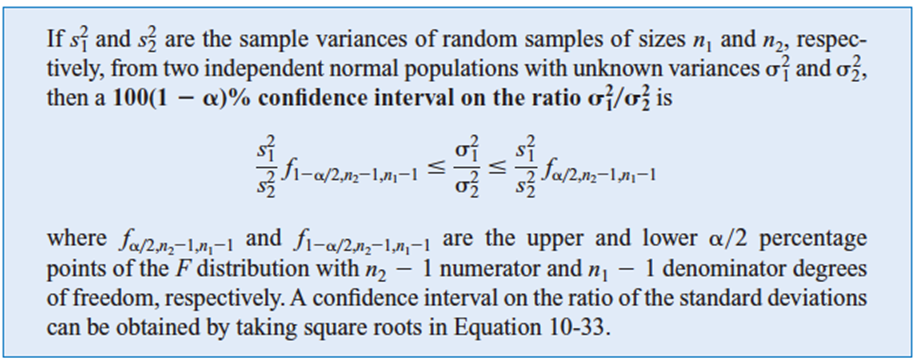 If s₁² and s₂² are the sample variances of random samples of sizes n₁ and n₂, respec-
tively, from two independent normal populations with unknown variances σ₁² and σ₂²,
then a 100(1 − α)% confidence interval on the ratio σ₁²/σ₂² is
s₁²/s₂² f₁₋α/2,n₂−1,n₁−1 ≤ σ₁²/σ₂² ≤ s₁²/s₂² fα/2,n₂−1,n₁−1
where fα/2,n₂−1,n₁−1 and f₁₋α/2,n₂−1,n₁−1 are the upper and lower α/2 percentage
points of the F distribution with n₂ − 1 numerator and n₁ − 1 denominator degrees
of freedom, respectively. A confidence interval on the ratio of the standard deviations
can be obtained by taking square roots in Equation 10-33.